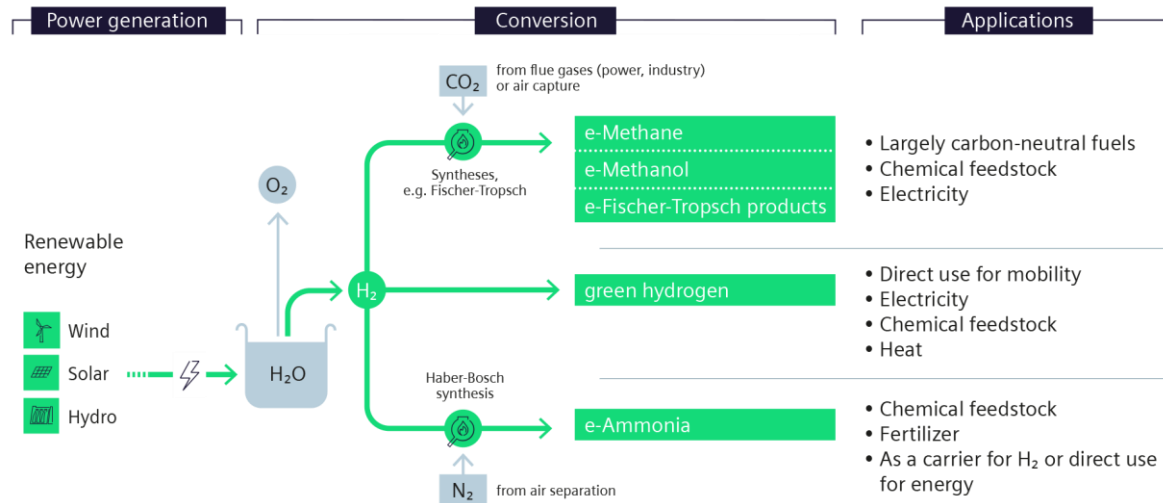 Power generation
Conversion
Applications
CO₂
from flue gases (power, industry)
or air capture
Syntheses,
e.g. Fischer-Tropsch
e-Methane
e-Methanol
e-Fischer-Tropsch products
• Largely carbon-neutral fuels
• Chemical feedstock
• Electricity
O₂
Renewable
energy
Wind
Solar
Hydro
H₂O
H₂
green hydrogen
• Direct use for mobility
• Electricity
• Chemical feedstock
• Heat
Haber-Bosch
synthesis
e-Ammonia
• Chemical feedstock
• Fertilizer
• As a carrier for H₂ or direct use
for energy
N₂
from air separation